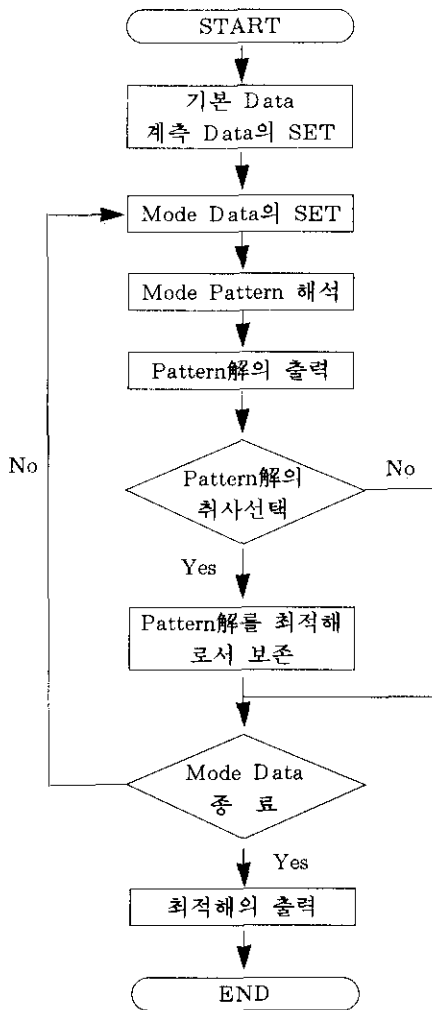 START
기본 Data
계측 Data의 SET
Mode Data의 SET
Mode Pattern 해석
Pattern解의 출력
No
Pattern解의
취사선택
No
Yes
Pattern解를 최적해
로서 보존
Mode Data
종 료
Yes
최적해의 출력
END